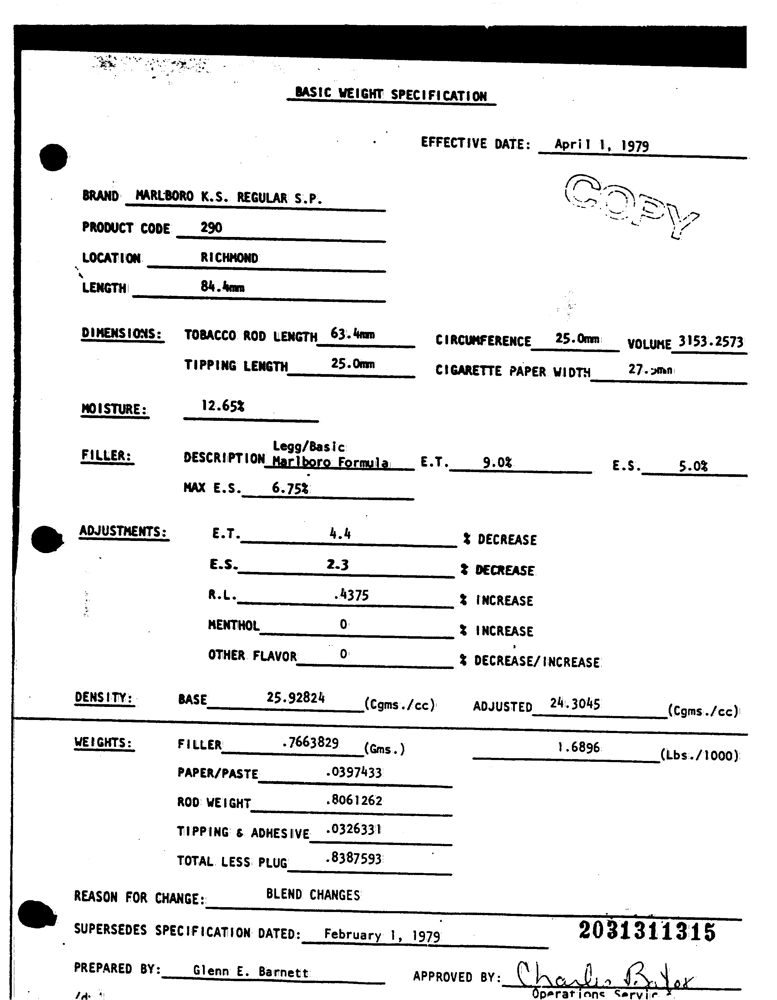 BASIC WEIGHT SPECIFICATION
EFFECTIVE DATE: April 1, 1979
COPY
BRAND MARLBORO K.S. REGULAR S.P.
PRODUCT CODE 290
LOCATION RICHMOND
LENGTH 84.4mm
DIMENSIONS: TOBACCO ROD LENGTH 63.4mm CIRCUMFERENCE 25.0mm VOLUME 3153.2573
TIPPING LENGTH 25.0mm CIGARETTE PAPER WIDTH
MOISTURE: 12.65%
FILLER: DESCRIPTION Legg/Basic
Marlboro Formula E.T. 9.0% E.S. 5.0%
MAX E.S. 6.75%
ADJUSTMENTS: E.T. 4.4 % DECREASE
E.S. 2.3 % DECREASE
R.L. .4375 % INCREASE
MENTHOL 0 % INCREASE
OTHER FLAVOR 0 % DECREASE/INCREASE
DENSITY: BASE 25.92824 (Cgms./cc) ADJUSTED 24.3045 (Cgms./cc)
WEIGHTS: FILLER .7663829 (Gms.) 1.6896 (Lbs./1000)
PAPER/PASTE .0397433
ROD WEIGHT .8061262
TIPPING & ADHESIVE .0326331
TOTAL LESS PLUG .8387593
REASON FOR CHANGE: BLEND CHANGES
SUPERSEDES SPECIFICATION DATED: February 1, 1979 2031311315
PREPARED BY: Glenn E. Barnett APPROVED BY: Charles
Operations